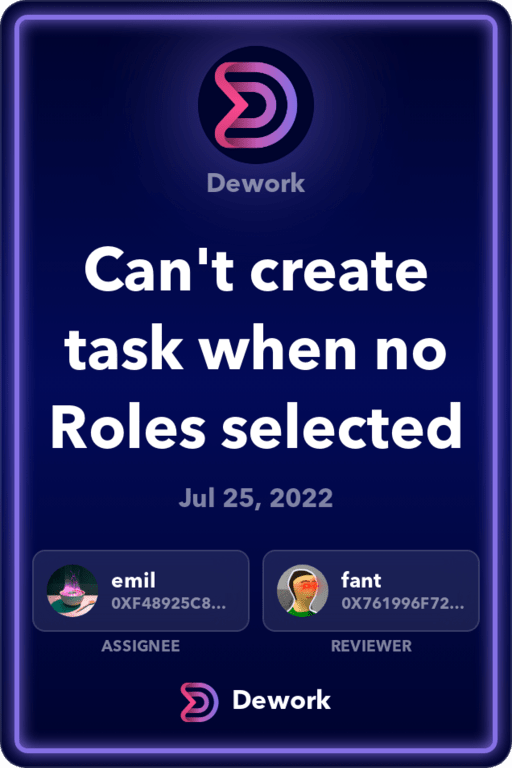 Dework
Can't create
task when no
Roles selected
Jul 25, 2022
emil
0XF48925C8...
ASSIGNEE
fant
0X761996F72...
REVIEWER
Dework